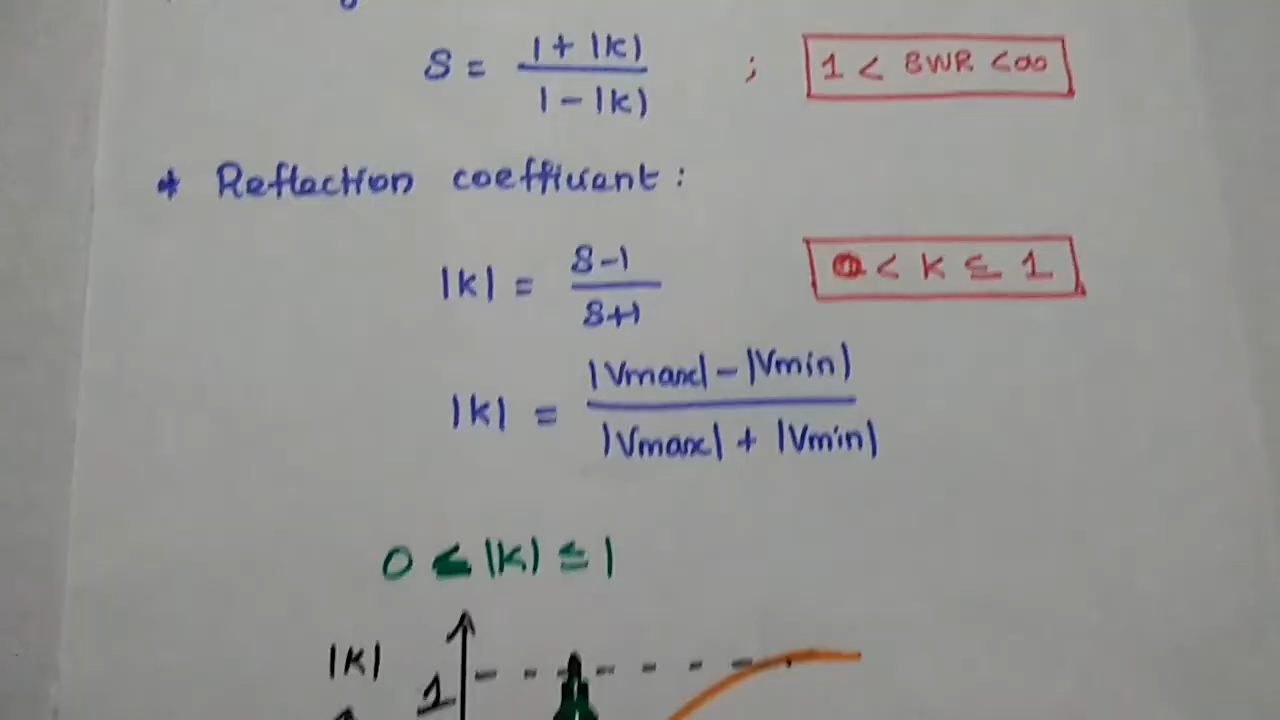 S = 1 + |k| / 1 - |k| ; 1 < SWR < ∞
* Reflection coefficient :
|k| = S-1 / S+1 0 < k ≤ 1
|k| = |Vmax| - |Vmin| / |Vmax| + |Vmin|
0 ≤ |k| ≤ 1
|k|
1